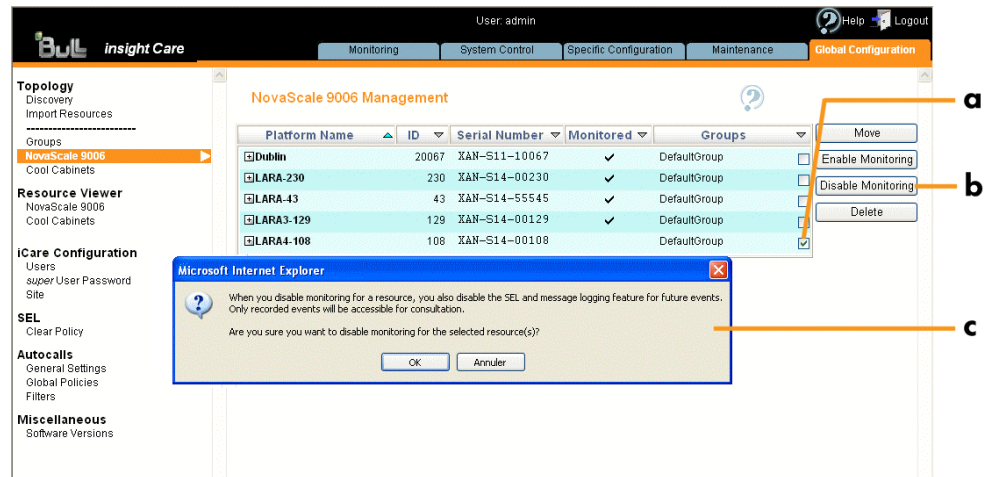 User: admin
Help Logout
Bull insight Care
Monitoring System Control Specific Configuration Maintenance Global Configuration
Topology
Discovery
Import Resources
------------------------
Groups
NovaScale 9006
Cool Cabinets
Resource Viewer
NovaScale 9006
Cool Cabinets
iCare Configuration
Users
super User Password
Site
SEL
Clear Policy
Autocalls
General Settings
Global Policies
Filters
Miscellaneous
Software Versions
NovaScale 9006 Management
Platform Name ID Serial Number Monitored Groups
Dublin 20067 XAN-S11-10067 ✓ DefaultGroup
LARA-230 230 XAN-S14-00230 ✓ DefaultGroup
LARA-43 43 XAN-S14-55545 ✓ DefaultGroup
LARA3-129 129 XAN-S14-00129 ✓ DefaultGroup
LARA4-108 108 XAN-S14-00108 DefaultGroup
Move
Enable Monitoring
Disable Monitoring
Delete
a
b
Microsoft Internet Explorer
When you disable monitoring for a resource, you also disable the SEL and message logging feature for future events.
Only recorded events will be accessible for consultation.
Are you sure you want to disable monitoring for the selected resource(s)?
OK Annuler
c